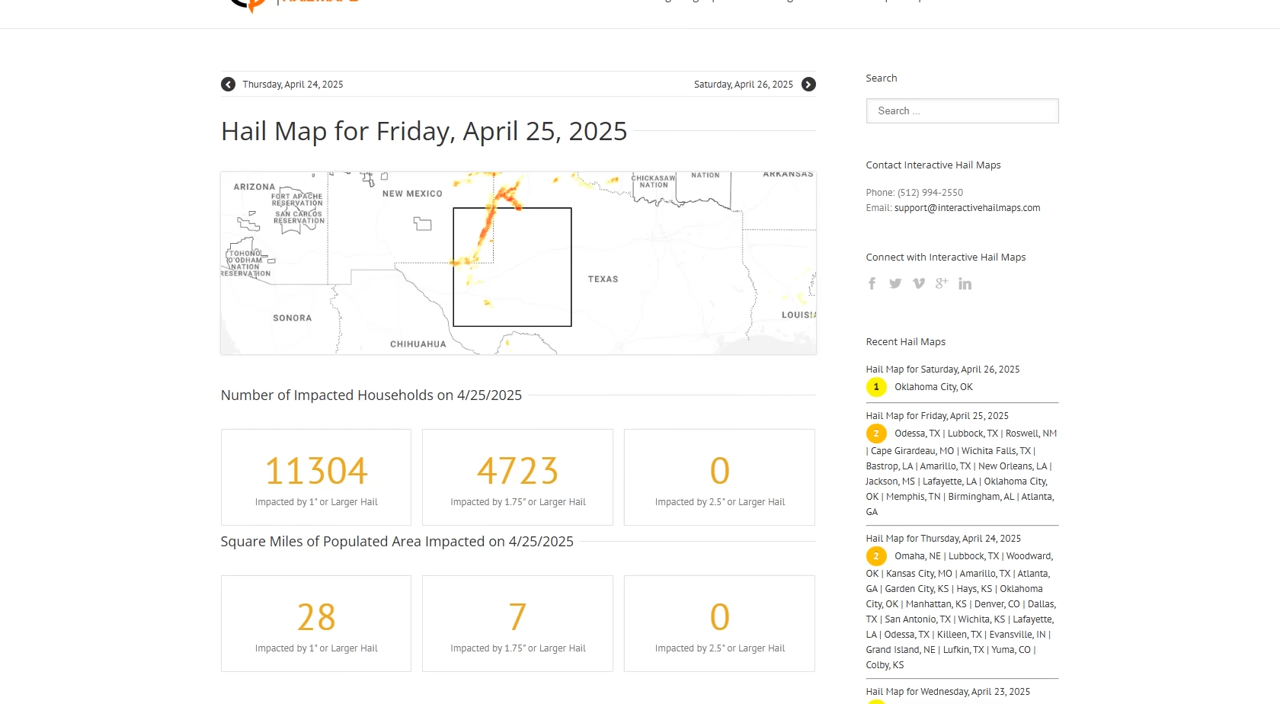 Thursday, April 24, 2025
Saturday, April 26, 2025
Hail Map for Friday, April 25, 2025
ARIZONA
FORT APACHE
RESERVATION
SAN CARLOS
RESERVATION
TOHONO
O'ODHAM
NATION
RESERVATION
NEW MEXICO
CHICKASAW
NATION
NATION
ARKANSAS
TEXAS
SONORA
CHIHUAHUA
Number of Impacted Households on 4/25/2025
11304
Impacted by 1" or Larger Hail
4723
Impacted by 1.75" or Larger Hail
0
Impacted by 2.5" or Larger Hail
Square Miles of Populated Area Impacted on 4/25/2025
28
Impacted by 1" or Larger Hail
7
Impacted by 1.75" or Larger Hail
0
Impacted by 2.5" or Larger Hail
Search
Search ...
Contact Interactive Hail Maps
Phone: (512) 994-2550
Email: support@interactivehailmaps.com
Connect with Interactive Hail Maps
Recent Hail Maps
Hail Map for Saturday, April 26, 2025
1 Oklahoma City, OK
Hail Map for Friday, April 25, 2025
2 Odessa, TX | Lubbock, TX | Roswell, NM
| Cape Girardeau, MO | Wichita Falls, TX |
Bastrop, LA | Amarillo, TX | New Orleans, LA |
Jackson, MS | Lafayette, LA | Oklahoma City,
OK | Memphis, TN | Birmingham, AL | Atlanta,
GA
Hail Map for Thursday, April 24, 2025
2 Omaha, NE | Lubbock, TX | Woodward,
OK | Kansas City, MO | Amarillo, TX | Atlanta,
GA | Garden City, KS | Hays, KS | Oklahoma
City, OK | Manhattan, KS | Denver, CO | Dallas,
TX | San Antonio, TX | Wichita, KS | Lafayette,
LA | Odessa, TX | Killeen, TX | Evansville, IN |
Grand Island, NE | Lufkin, TX | Yuma, CO |
Colby, KS
Hail Map for Wednesday, April 23, 2025